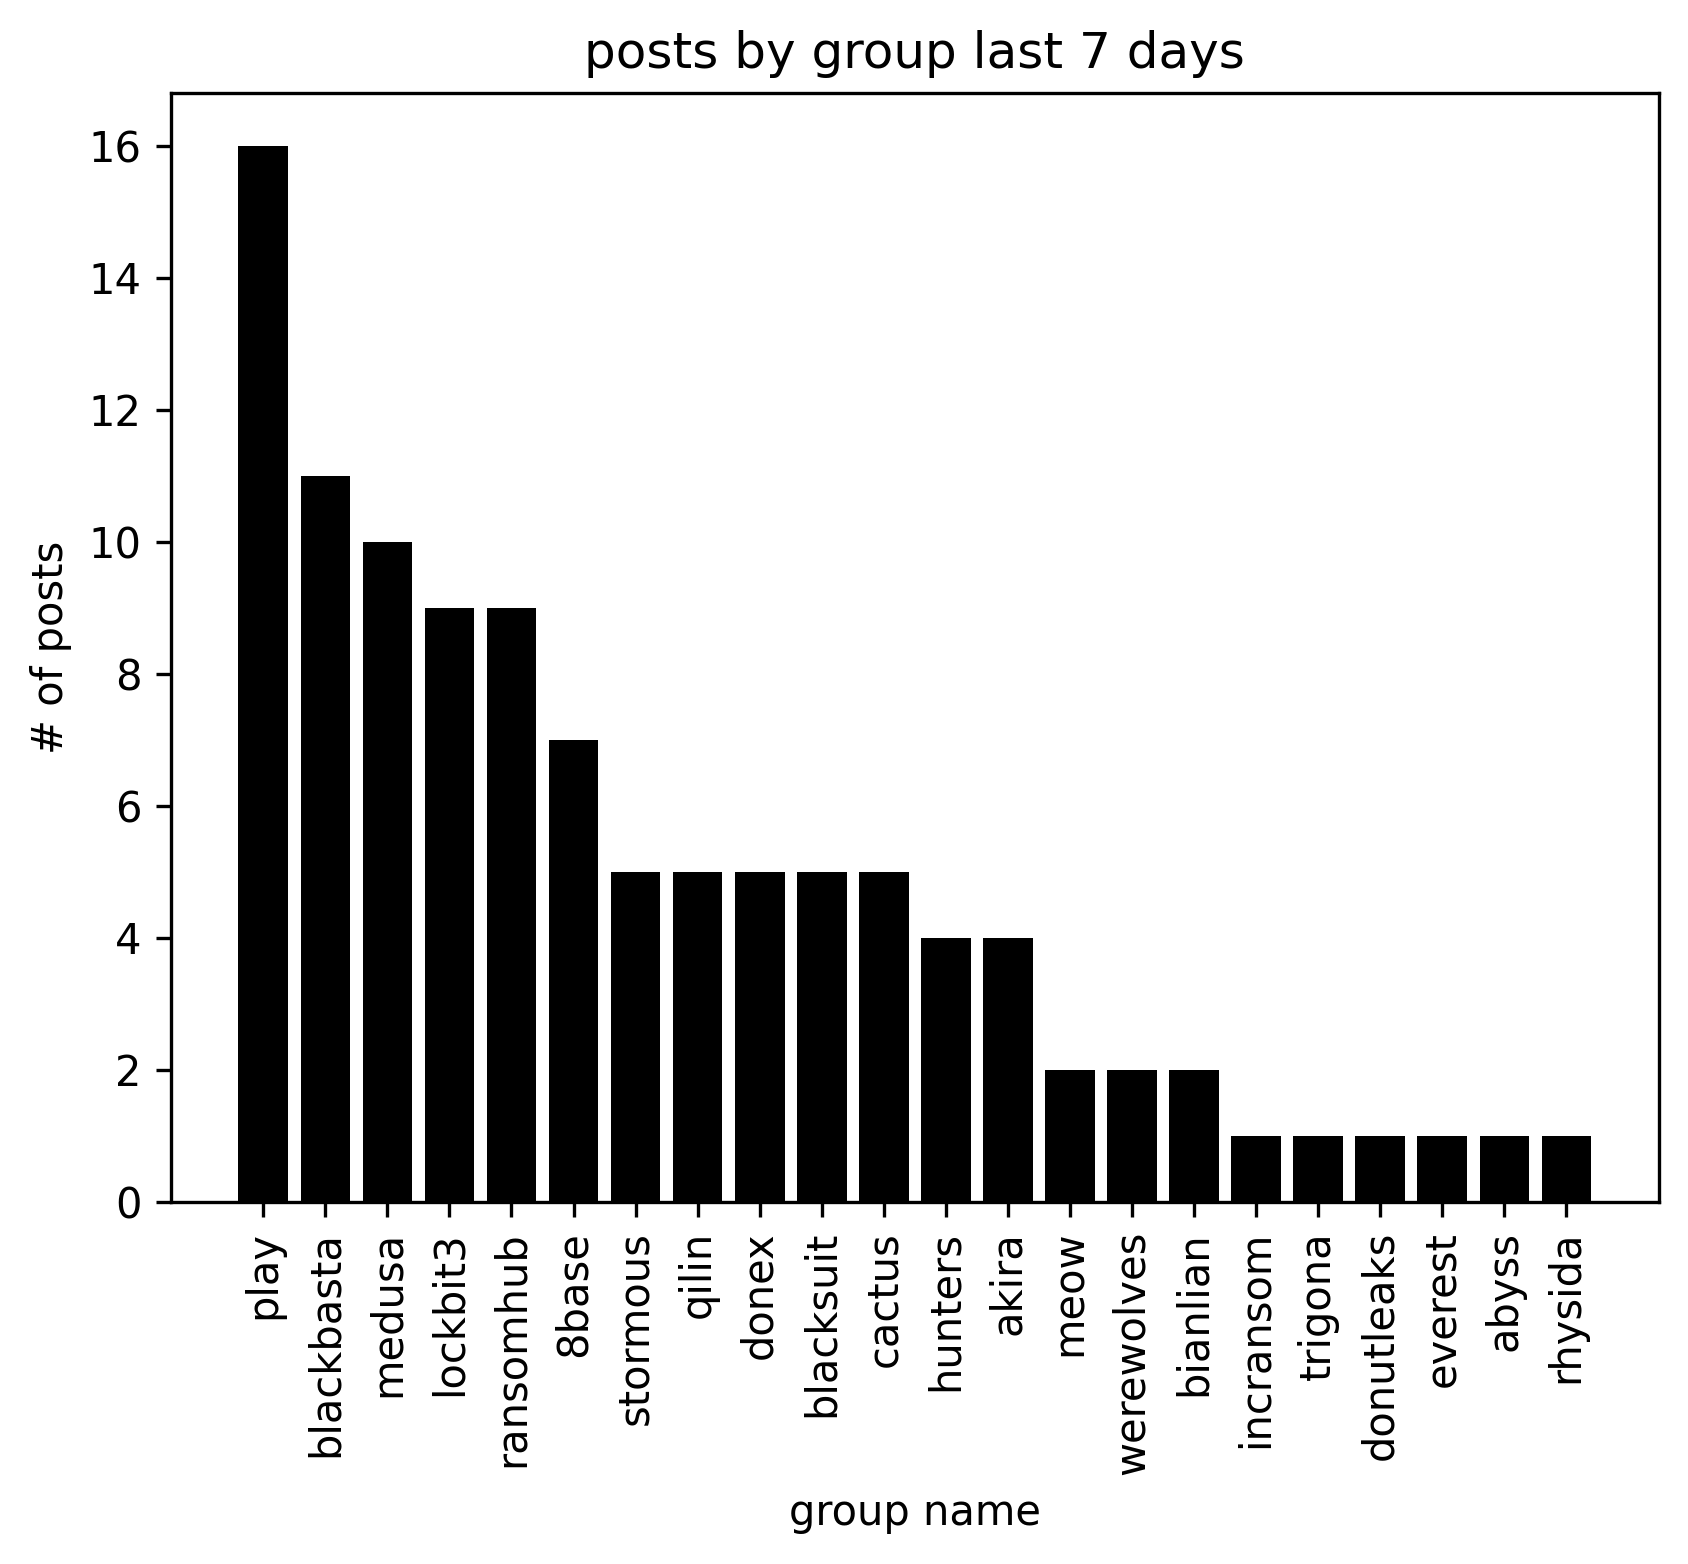 posts by group last 7 days
# of posts
16
14
12
10
8
6
4
2
0
play
blackbasta
medusa
lockbit3
ransomhub
8base
stormous
qilin
donex
blacksuit
cactus
hunters
akira
meow
werewolves
bianlian
incransom
trigona
donutleaks
everest
abyss
rhysida
group name